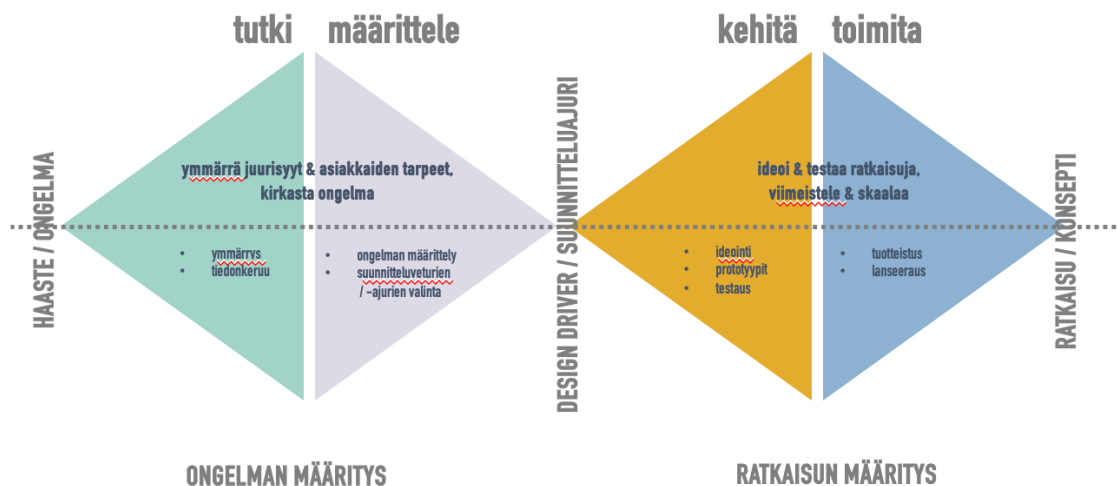 tutki määrittele
kehitä toimita
HAASTE / ONGELMA
ymmärrä juurisyyt & asiakkaiden tarpeet,
kirkasta ongelma
• ymmärrys
• tiedonkeruu
• ongelman määrittely
• suunnitteluveturien
/ -ajurien valinta
DESIGN DRIVER / SUUNNITTELUAJURI
ideoi & testaa ratkaisuja,
viimeistele & skaalaa
• ideointi
• prototyypit
• testaus
• tuotteistus
• lanseeraus
RATKAISU / KONSEPTI
ONGELMAN MÄÄRITYS
RATKAISUN MÄÄRITYS